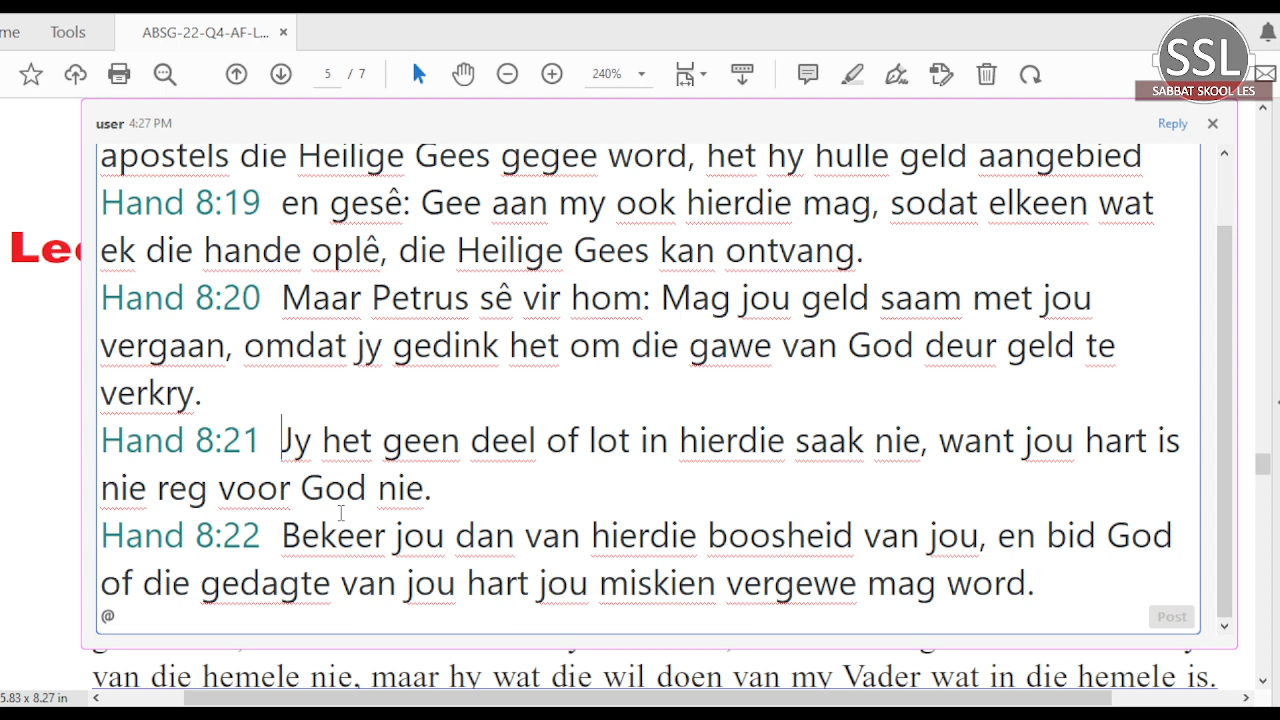 me Tools ABSG-22-Q4-AF-L... ×
5 / 7 240%
SSL
SABBAT SKOOL LES
user 4:27 PM Reply ×
apostels die Heilige Gees gegee word, het hy hulle geld aangebied
Hand 8:19 en gesê: Gee aan my ook hierdie mag, sodat elkeen wat
Lee
ek die hande oplê, die Heilige Gees kan ontvang.
Hand 8:20 Maar Petrus sê vir hom: Mag jou geld saam met jou
vergaan, omdat jy gedink het om die gawe van God deur geld te
verkry.
Hand 8:21 Jy het geen deel of lot in hierdie saak nie, want jou hart is
nie reg voor God nie.
Hand 8:22 Bekeer jou dan van hierdie boosheid van jou, en bid God
of die gedagte van jou hart jou miskien vergewe mag word.
@ Post
van die hemele nie, maar hy wat die wil doen van my Vader wat in die hemele is.
5.83 x 8.27 in